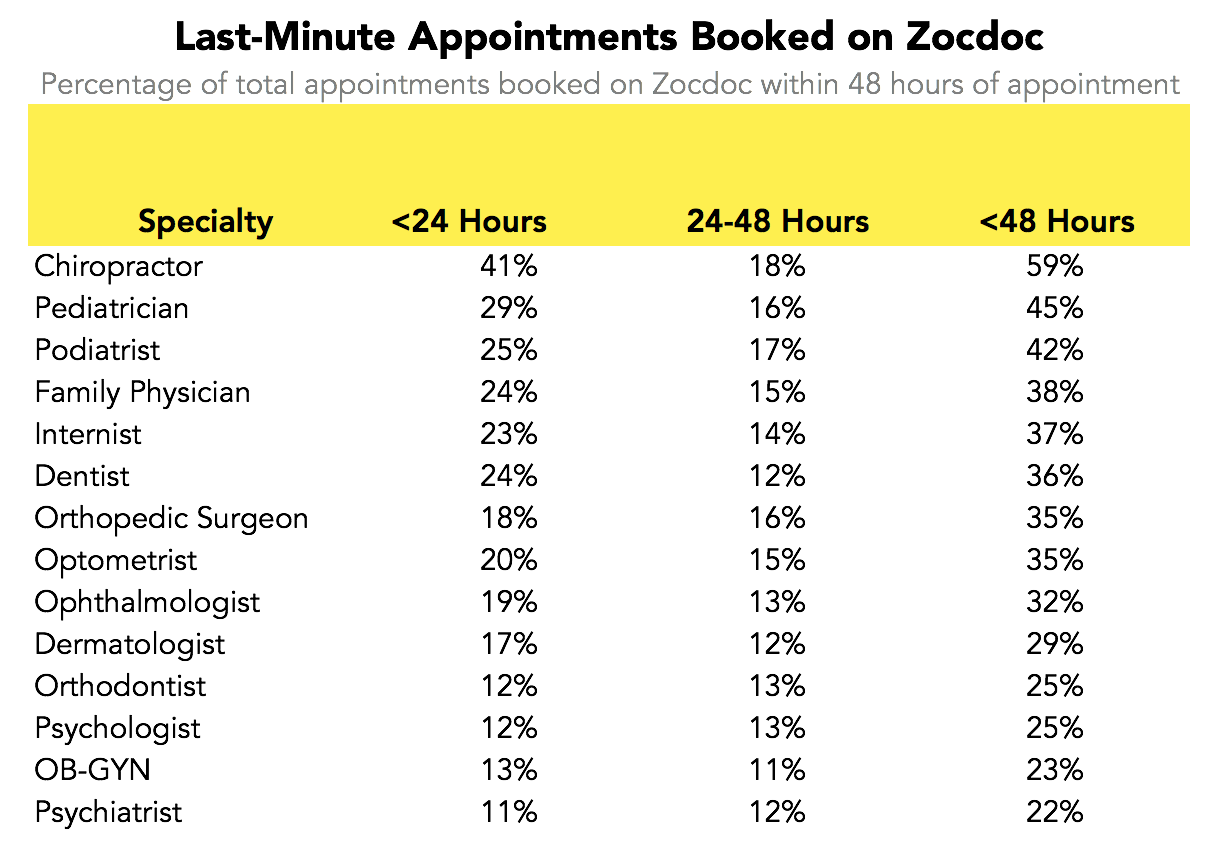 Last-Minute Appointments Booked on Zocdoc
Percentage of total appointments booked on Zocdoc within 48 hours of appointment
Specialty <24 Hours 24-48 Hours <48 Hours
Chiropractor 41% 18% 59%
Pediatrician 29% 16% 45%
Podiatrist 25% 17% 42%
Family Physician 24% 15% 38%
Internist 23% 14% 37%
Dentist 24% 12% 36%
Orthopedic Surgeon 18% 16% 35%
Optometrist 20% 15% 35%
Ophthalmologist 19% 13% 32%
Dermatologist 17% 12% 29%
Orthodontist 12% 13% 25%
Psychologist 12% 13% 25%
OB-GYN 13% 11% 23%
Psychiatrist 11% 12% 22%